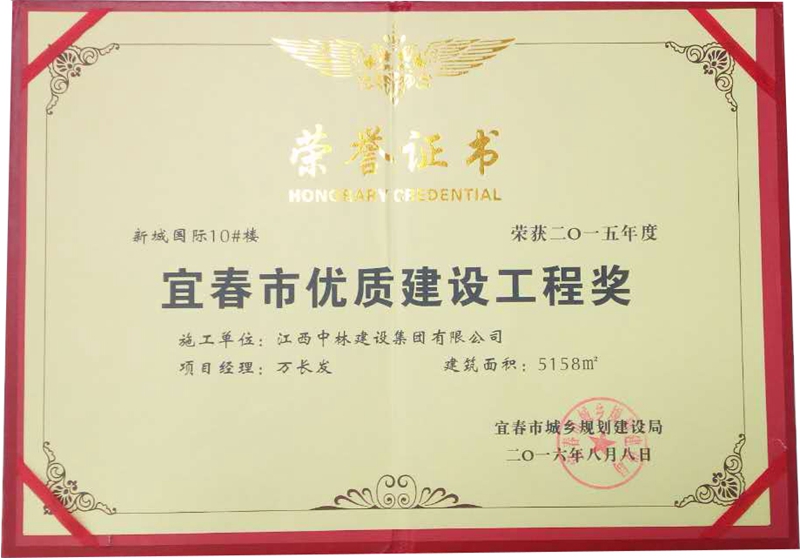 荣誉证书
HONORARY CREDENTIAL
新城国际10#楼 荣获二〇一五年度
宜春市优质建设工程奖
施工单位：江西中林建设集团有限公司
项目经理：万长发 建筑面积：5158㎡
宜春市城乡规划建设局
二〇一六年八月八日